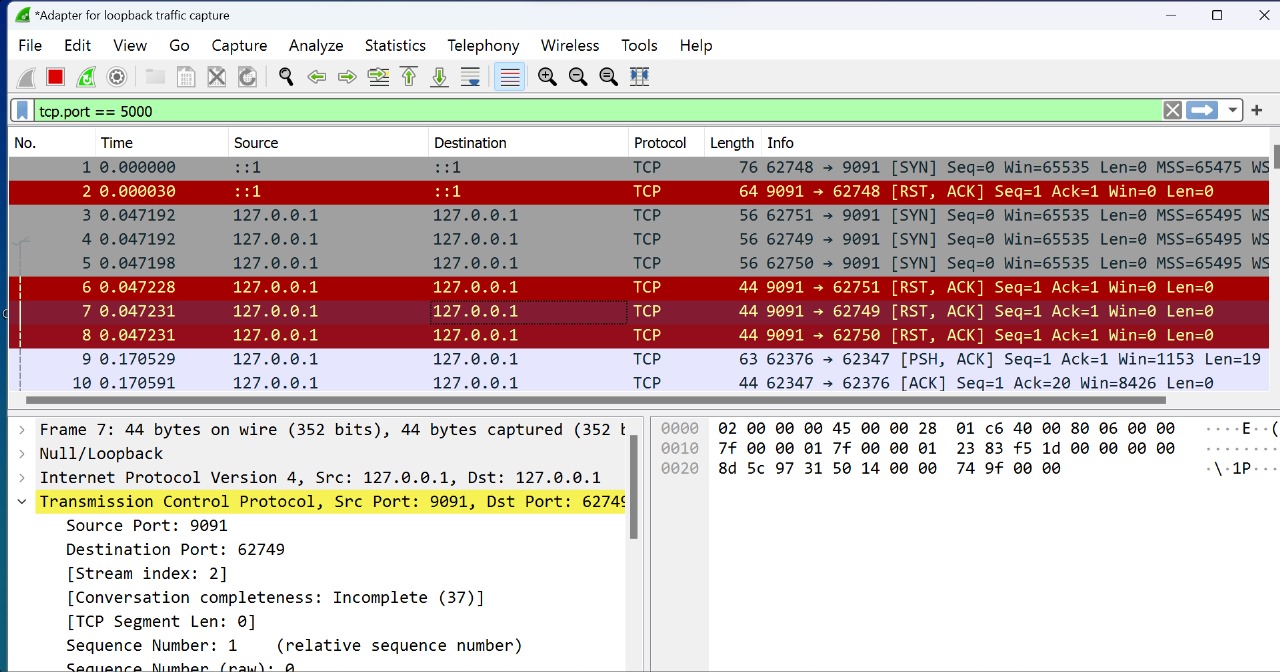 *Adapter for loopback traffic capture
File Edit View Go Capture Analyze Statistics Telephony Wireless Tools Help
tcp.port == 5000
No. Time Source Destination Protocol Length Info
1 0.000000 ::1 ::1 TCP 76 62748 → 9091 [SYN] Seq=0 Win=65535 Len=0 MSS=65475 WS
2 0.000030 ::1 ::1 TCP 64 9091 → 62748 [RST, ACK] Seq=1 Ack=1 Win=0 Len=0
3 0.047192 127.0.0.1 127.0.0.1 TCP 56 62751 → 9091 [SYN] Seq=0 Win=65535 Len=0 MSS=65495 WS
4 0.047192 127.0.0.1 127.0.0.1 TCP 56 62749 → 9091 [SYN] Seq=0 Win=65535 Len=0 MSS=65495 WS
5 0.047198 127.0.0.1 127.0.0.1 TCP 56 62750 → 9091 [SYN] Seq=0 Win=65535 Len=0 MSS=65495 WS
6 0.047228 127.0.0.1 127.0.0.1 TCP 44 9091 → 62751 [RST, ACK] Seq=1 Ack=1 Win=0 Len=0
7 0.047231 127.0.0.1 127.0.0.1 TCP 44 9091 → 62749 [RST, ACK] Seq=1 Ack=1 Win=0 Len=0
8 0.047231 127.0.0.1 127.0.0.1 TCP 44 9091 → 62750 [RST, ACK] Seq=1 Ack=1 Win=0 Len=0
9 0.170529 127.0.0.1 127.0.0.1 TCP 63 62376 → 62347 [PSH, ACK] Seq=1 Ack=1 Win=1153 Len=19
10 0.170591 127.0.0.1 127.0.0.1 TCP 44 62347 → 62376 [ACK] Seq=1 Ack=20 Win=8426 Len=0
Frame 7: 44 bytes on wire (352 bits), 44 bytes captured (352 b
Null/Loopback
Internet Protocol Version 4, Src: 127.0.0.1, Dst: 127.0.0.1
Transmission Control Protocol, Src Port: 9091, Dst Port: 62749
Source Port: 9091
Destination Port: 62749
[Stream index: 2]
[Conversation completeness: Incomplete (37)]
[TCP Segment Len: 0]
Sequence Number: 1 (relative sequence number)
Sequence Number (raw): 0
0000 02 00 00 00 45 00 00 28 01 c6 40 00 80 06 00 00 ····E··(
0010 7f 00 00 01 7f 00 00 01 23 83 f5 1d 00 00 00 00 ········
0020 8d 5c 97 31 50 14 00 00 74 9f 00 00 ·\·1P···